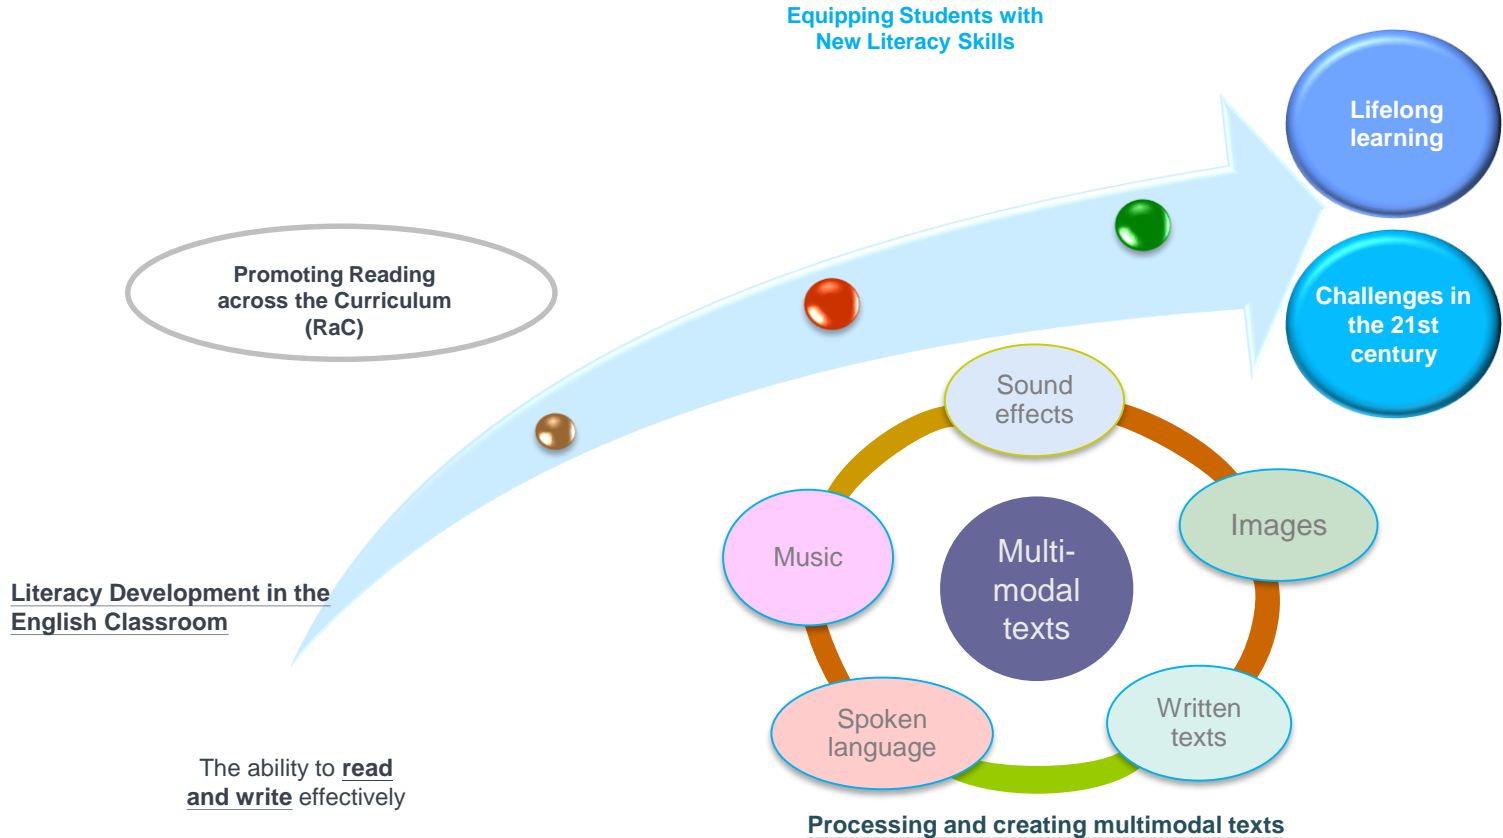 Equipping Students with
New Literacy Skills
Lifelong
learning
Promoting Reading
across the Curriculum
(RaC)
Challenges in
the 21st
century
Sound
effects
Images
Music
Multi-
modal
texts
Literacy Development in the
English Classroom
Spoken
language
Written
texts
The ability to read
and write effectively
Processing and creating multimodal texts